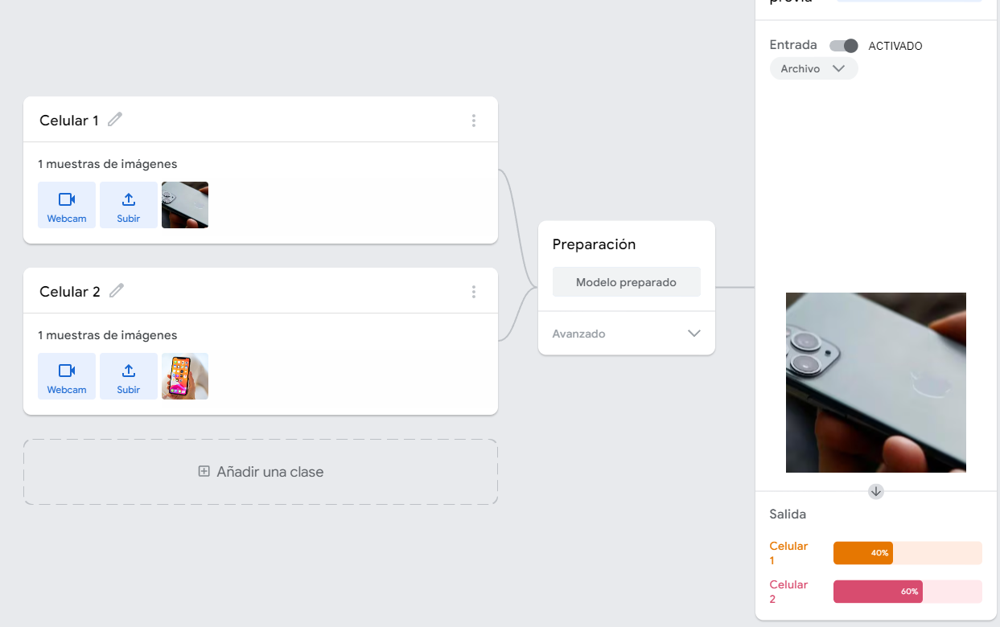 Celular 1
1 muestras de imágenes
Webcam
Subir
Celular 2
1 muestras de imágenes
Webcam
Subir
Añadir una clase
Preparación
Modelo preparado
Avanzado
previa
Entrada
ACTIVADO
Archivo
Salida
Celular
1
40%
Celular
2
60%